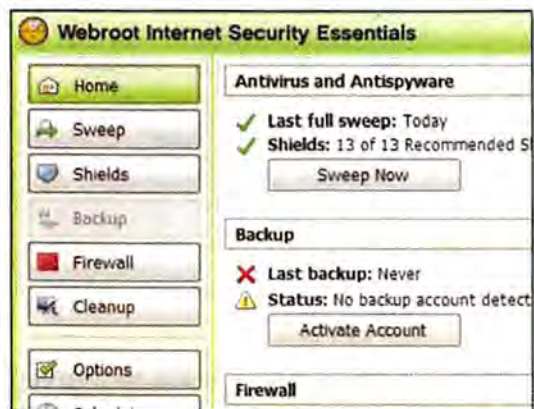 Webroot Internet Security Essentials
Home
Sweep
Shields
Backup
Firewall
Cleanup
Options
Antivirus and Antispyware
Last full sweep: Today
Shields: 13 of 13 Recommended
Sweep Now
Backup
Last backup: Never
Status: No backup account detect
Activate Account
Firewall